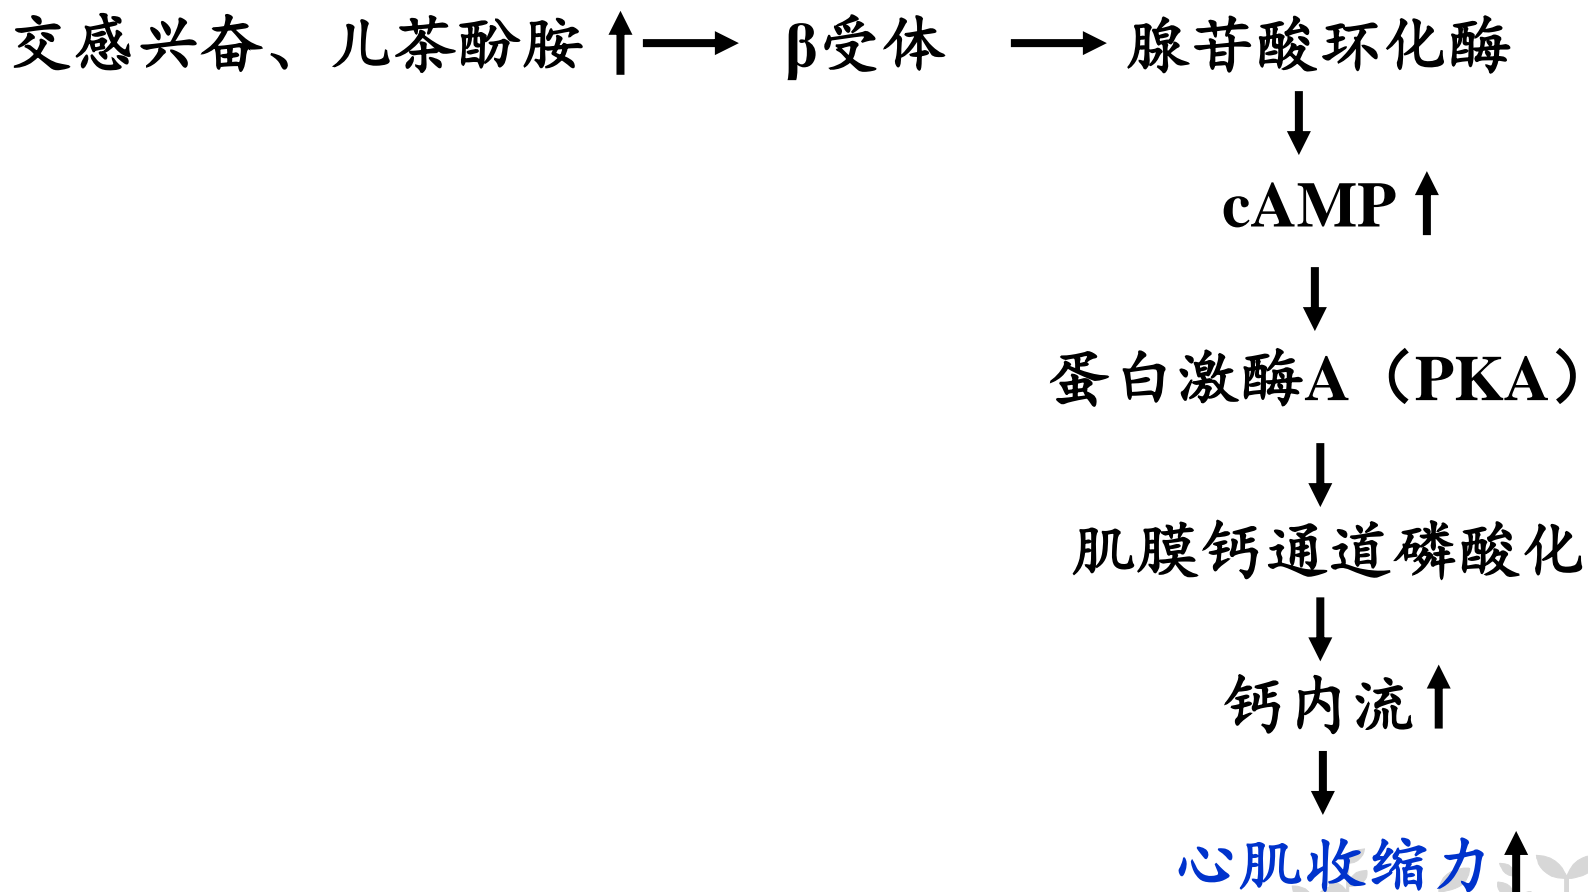 交感兴奋、儿茶酚胺↑→ β受体 → 腺苷酸环化酶
↓
cAMP↑
↓
蛋白激酶A（PKA）
↓
肌膜钙通道磷酸化
↓
钙内流↑
↓
心肌收缩力↑